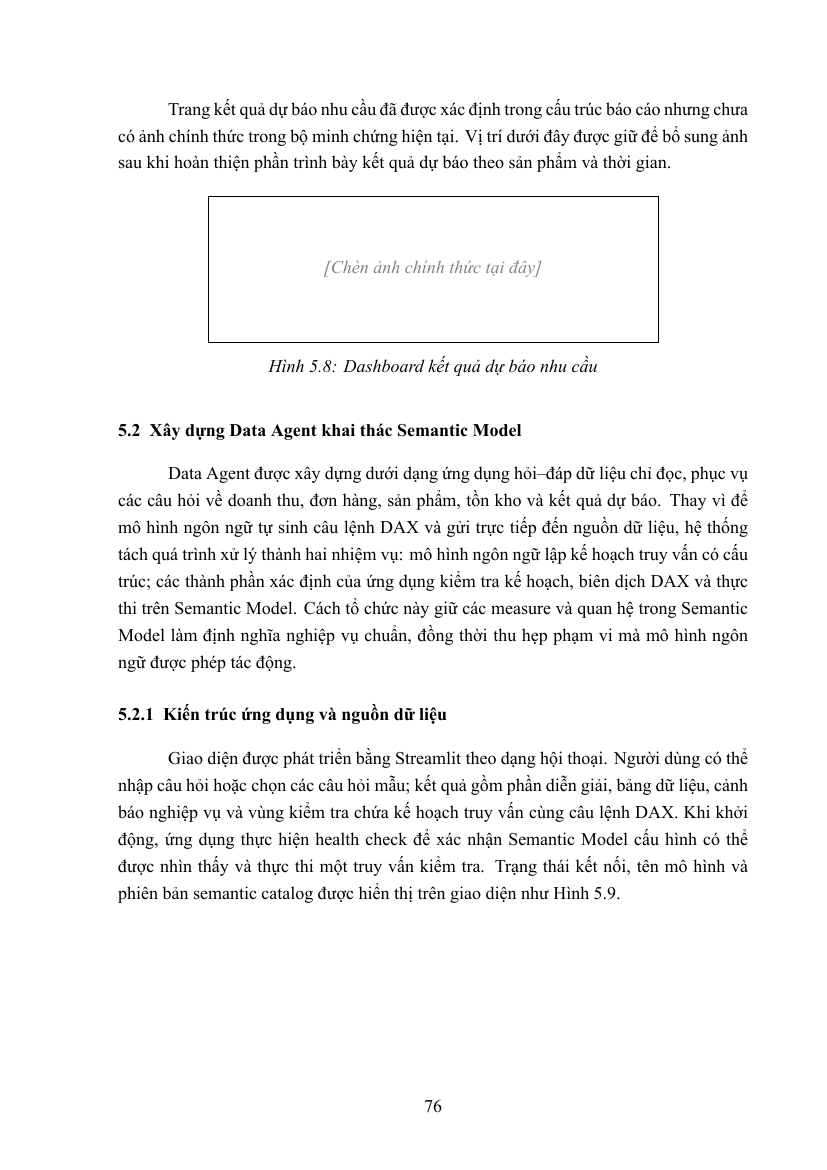 Trang kết quả dự báo nhu cầu đã được xác định trong cấu trúc báo cáo nhưng chưa
có ảnh chính thức trong bộ minh chứng hiện tại. Vị trí dưới đây được giữ để bổ sung ảnh
sau khi hoàn thiện phần trình bày kết quả dự báo theo sản phẩm và thời gian.
[Chèn ảnh chính thức tại đây]
Hình 5.8: Dashboard kết quả dự báo nhu cầu
5.2 Xây dựng Data Agent khai thác Semantic Model
Data Agent được xây dựng dưới dạng ứng dụng hỏi–đáp dữ liệu chỉ đọc, phục vụ
các câu hỏi về doanh thu, đơn hàng, sản phẩm, tồn kho và kết quả dự báo. Thay vì để
mô hình ngôn ngữ tự sinh câu lệnh DAX và gửi trực tiếp đến nguồn dữ liệu, hệ thống
tách quá trình xử lý thành hai nhiệm vụ: mô hình ngôn ngữ lập kế hoạch truy vấn có cấu
trúc; các thành phần xác định của ứng dụng kiểm tra kế hoạch, biên dịch DAX và thực
thi trên Semantic Model. Cách tổ chức này giữ các measure và quan hệ trong Semantic
Model làm định nghĩa nghiệp vụ chuẩn, đồng thời thu hẹp phạm vi mà mô hình ngôn
ngữ được phép tác động.
5.2.1 Kiến trúc ứng dụng và nguồn dữ liệu
Giao diện được phát triển bằng Streamlit theo dạng hội thoại. Người dùng có thể
nhập câu hỏi hoặc chọn các câu hỏi mẫu; kết quả gồm phần diễn giải, bảng dữ liệu, cảnh
báo nghiệp vụ và vùng kiểm tra chứa kế hoạch truy vấn cùng câu lệnh DAX. Khi khởi
động, ứng dụng thực hiện health check để xác nhận Semantic Model cấu hình có thể
được nhìn thấy và thực thi một truy vấn kiểm tra. Trạng thái kết nối, tên mô hình và
phiên bản semantic catalog được hiển thị trên giao diện như Hình 5.9.
76